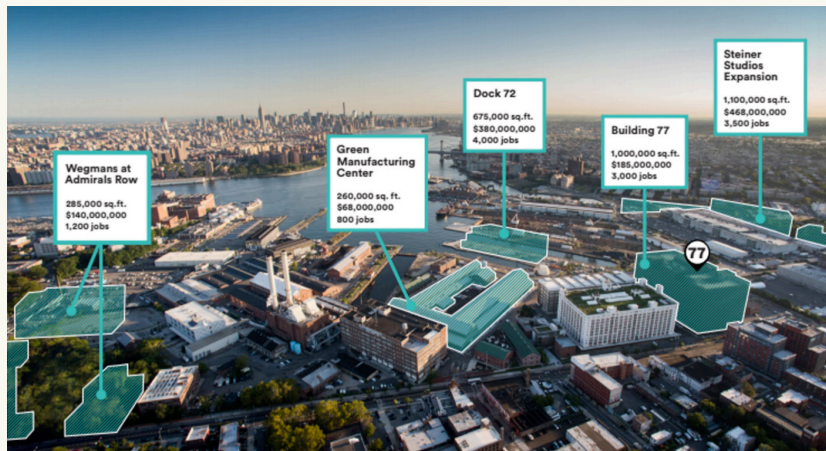 Wegmans at
Admirals Row
285,000 sq.ft.
$140,000,000
1,200 jobs
Green
Manufacturing
Center
260,000 sq. ft.
$68,000,000
800 jobs
Dock 72
675,000 sq.ft.
$380,000,000
4,000 jobs
Building 77
1,000,000 sq.ft.
$185,000,000
3,000 jobs
Steiner
Studios
Expansion
1,100,000 sq.ft.
$468,000,000
3,500 jobs
77